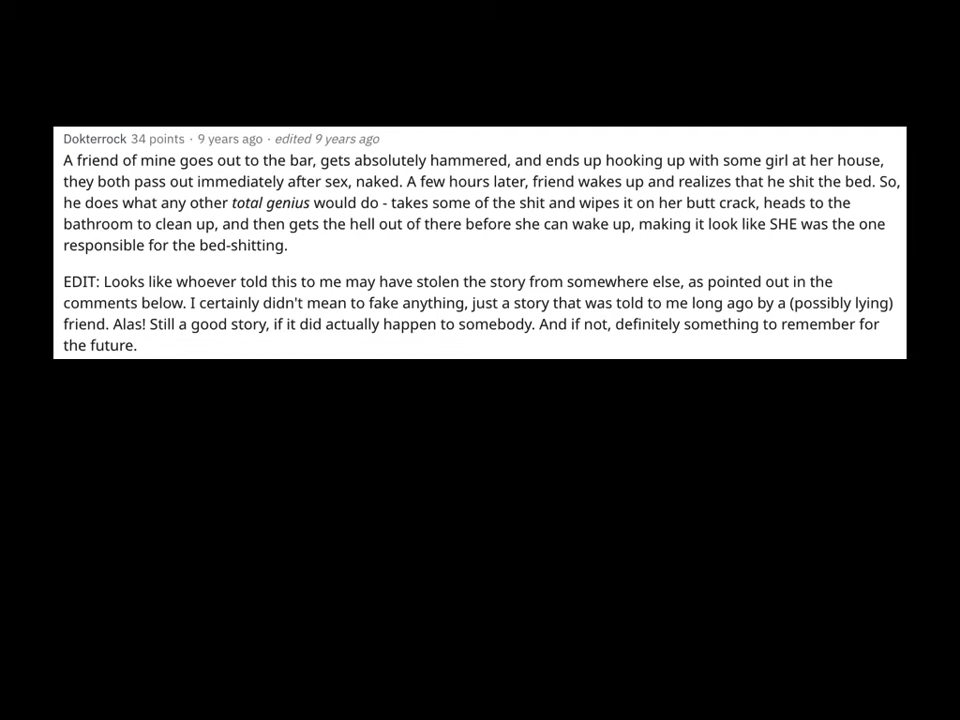 Dokterrock 34 points · 9 years ago · edited 9 years ago
A friend of mine goes out to the bar, gets absolutely hammered, and ends up hooking up with some girl at her house,
they both pass out immediately after sex, naked. A few hours later, friend wakes up and realizes that he shit the bed. So,
he does what any other total genius would do - takes some of the shit and wipes it on her butt crack, heads to the
bathroom to clean up, and then gets the hell out of there before she can wake up, making it look like SHE was the one
responsible for the bed-shitting.
EDIT: Looks like whoever told this to me may have stolen the story from somewhere else, as pointed out in the
comments below. I certainly didn't mean to fake anything, just a story that was told to me long ago by a (possibly lying)
friend. Alas! Still a good story, if it did actually happen to somebody. And if not, definitely something to remember for
the future.